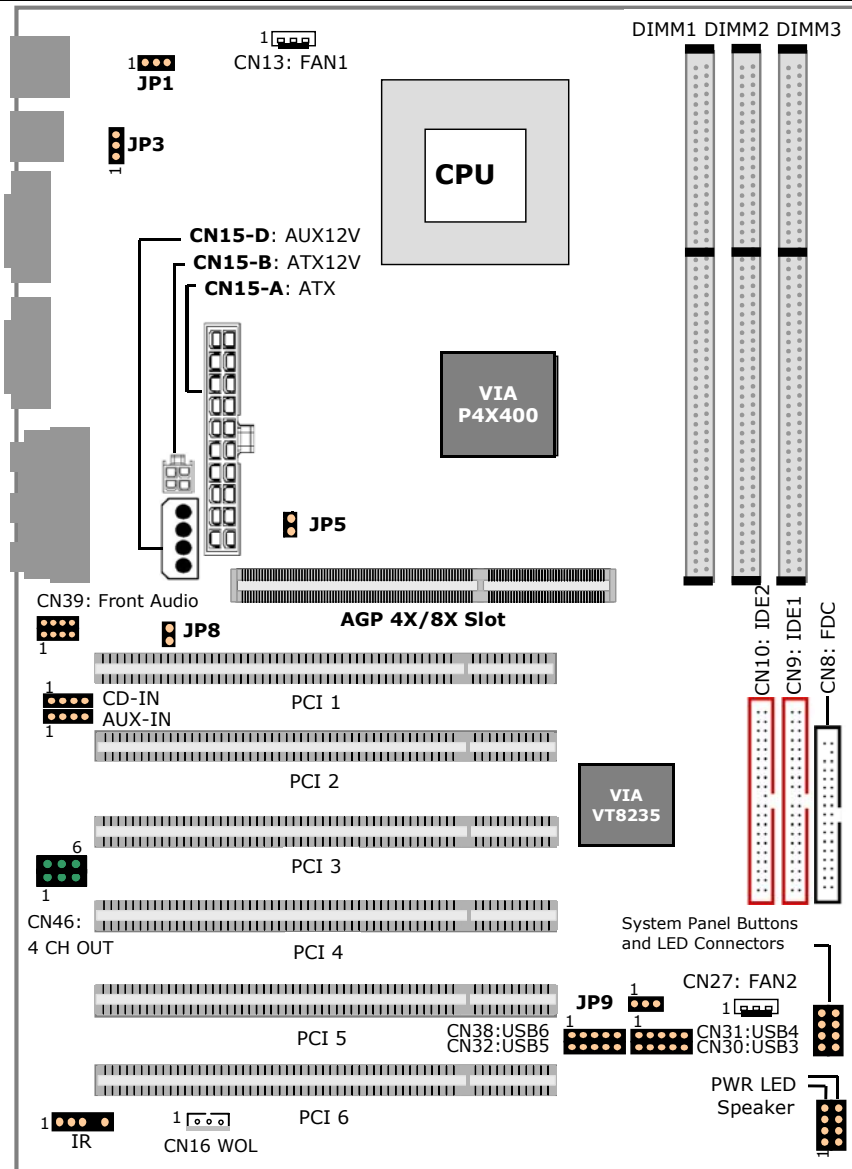 DIMM1 DIMM2 DIMM3
1
CN13: FAN1
1
JP1
JP3
1
CPU
CN15-D: AUX12V
CN15-B: ATX12V
CN15-A: ATX
VIA
P4X400
JP5
AGP 4X/8X Slot
CN39: Front Audio
1
JP8
CN10: IDE2
CN9: IDE1
CN8: FDC
1
CD-IN
AUX-IN
1
PCI 1
PCI 2
VIA
VT8235
PCI 3
6
1
CN46:
4 CH OUT
PCI 4
System Panel Buttons
and LED Connectors
CN27: FAN2
1
JP9
1
1
1
PCI 5
CN38:USB6
CN32:USB5
CN31:USB4
CN30:USB3
PWR LED
Speaker
1
PCI 6
1
IR
1
CN16 WOL